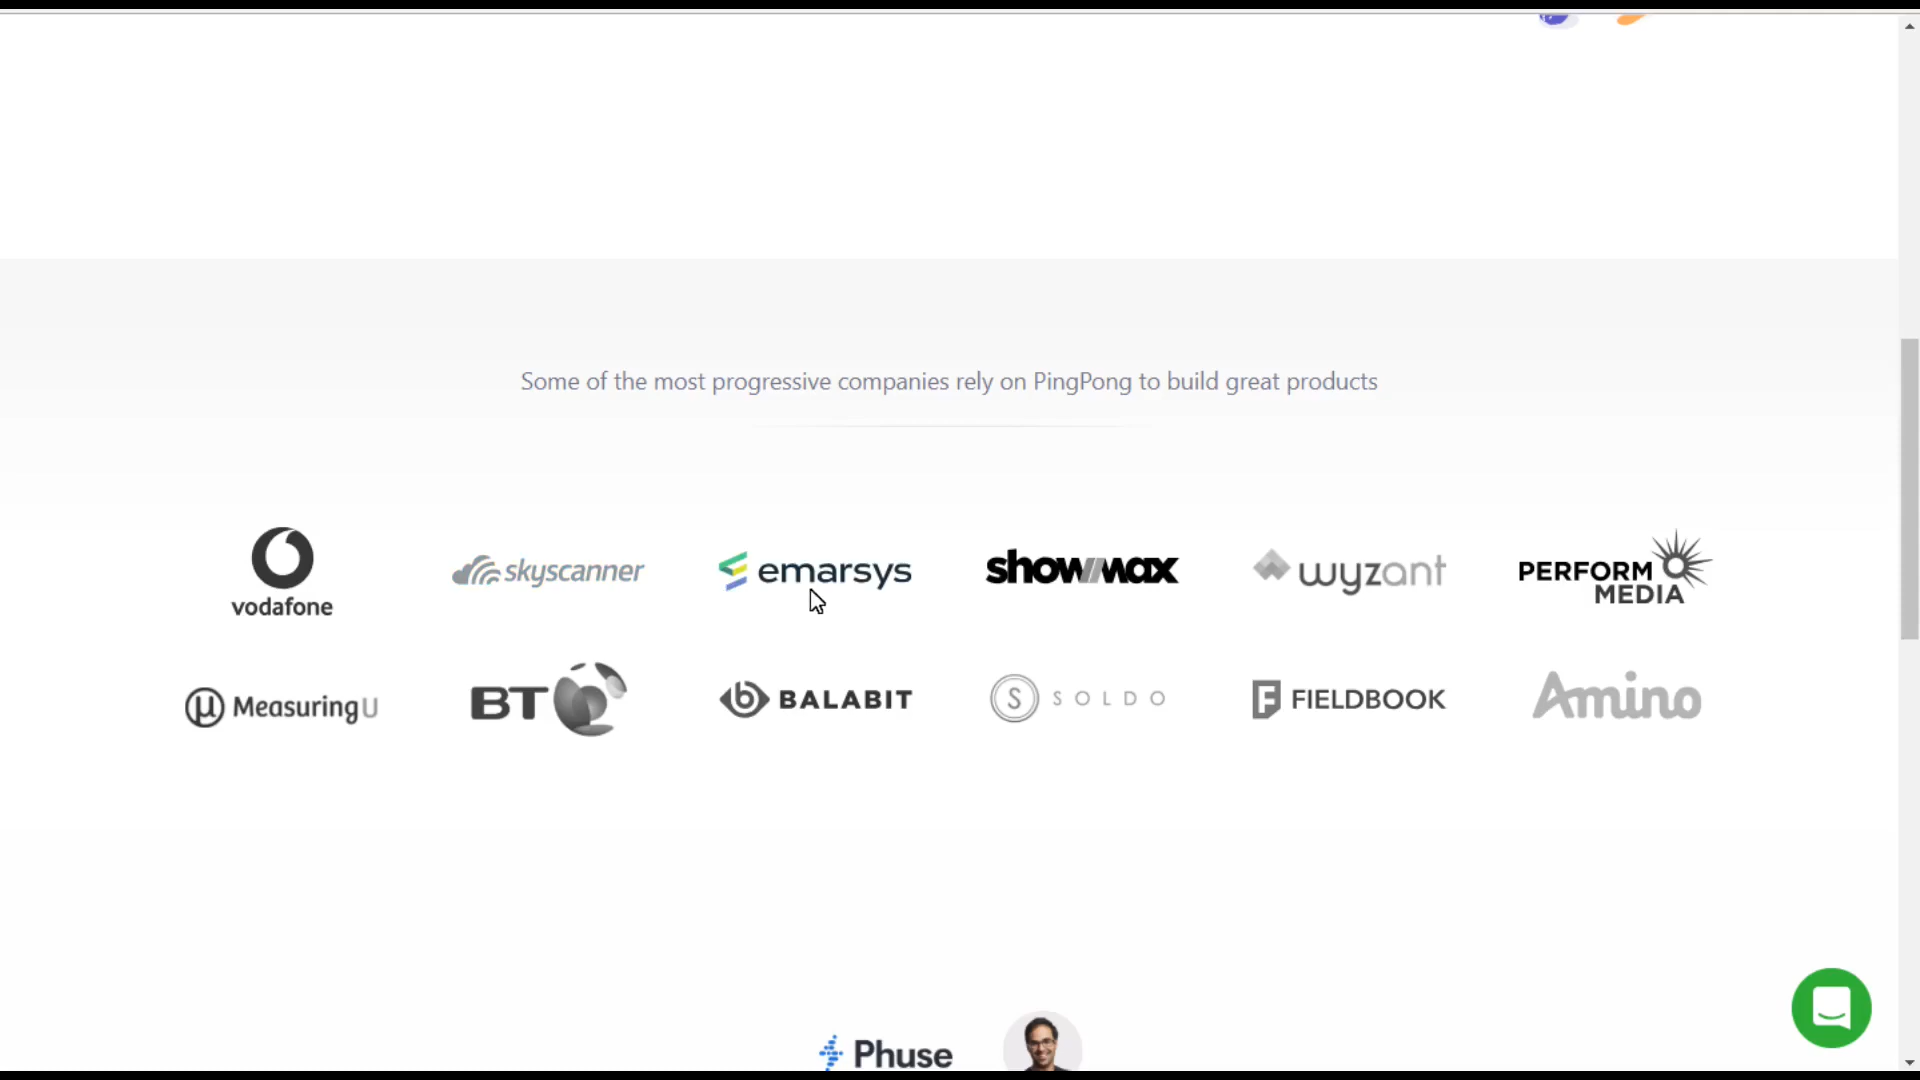 Some of the most progressive companies rely on PingPong to build great products
vodafone
skyscanner
emarsys
showmax
wyzant
PERFORM
MEDIA
µ MeasuringU
BT
b BALABIT
S SOLDO
F FIELDBOOK
Amino
Phuse